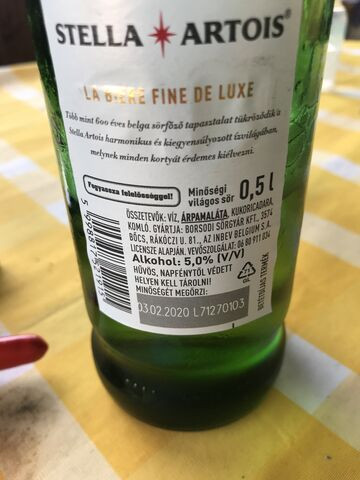 STELLA ARTOIS®
LA BIÈRE FINE DE LUXE
Több mint 600 éves belga sörfőző tapasztalat tükröződik a
Stella Artois harmonikus és kiegyensúlyozott ízvilágában,
melynek minden kortyát érdemes kiélvezni.
Fogyassza felelősséggel!
Minőségi
világos sör 0,5 l
ÖSSZETEVŐK: VÍZ, ÁRPAMALÁTA, KUKORICADARA,
KOMLÓ. GYÁRTJA: BORSODI SÖRGYÁR KFT., 3574
BŐCS, RÁKÓCZI U. 81., AZ INBEV BELGIUM S.A.
LICENSZE ALAPJÁN. VEVŐSZOLGÁLAT: 06 80 911 034
Alkohol: 5,0% (V/V)
HŰVÖS, NAPFÉNYTŐL VÉDETT
HELYEN KELL TÁROLNI!
MINŐSÉGÉT MEGŐRZI:
03.02.2020 L71270103
BETÉTDÍJAS TERMÉK